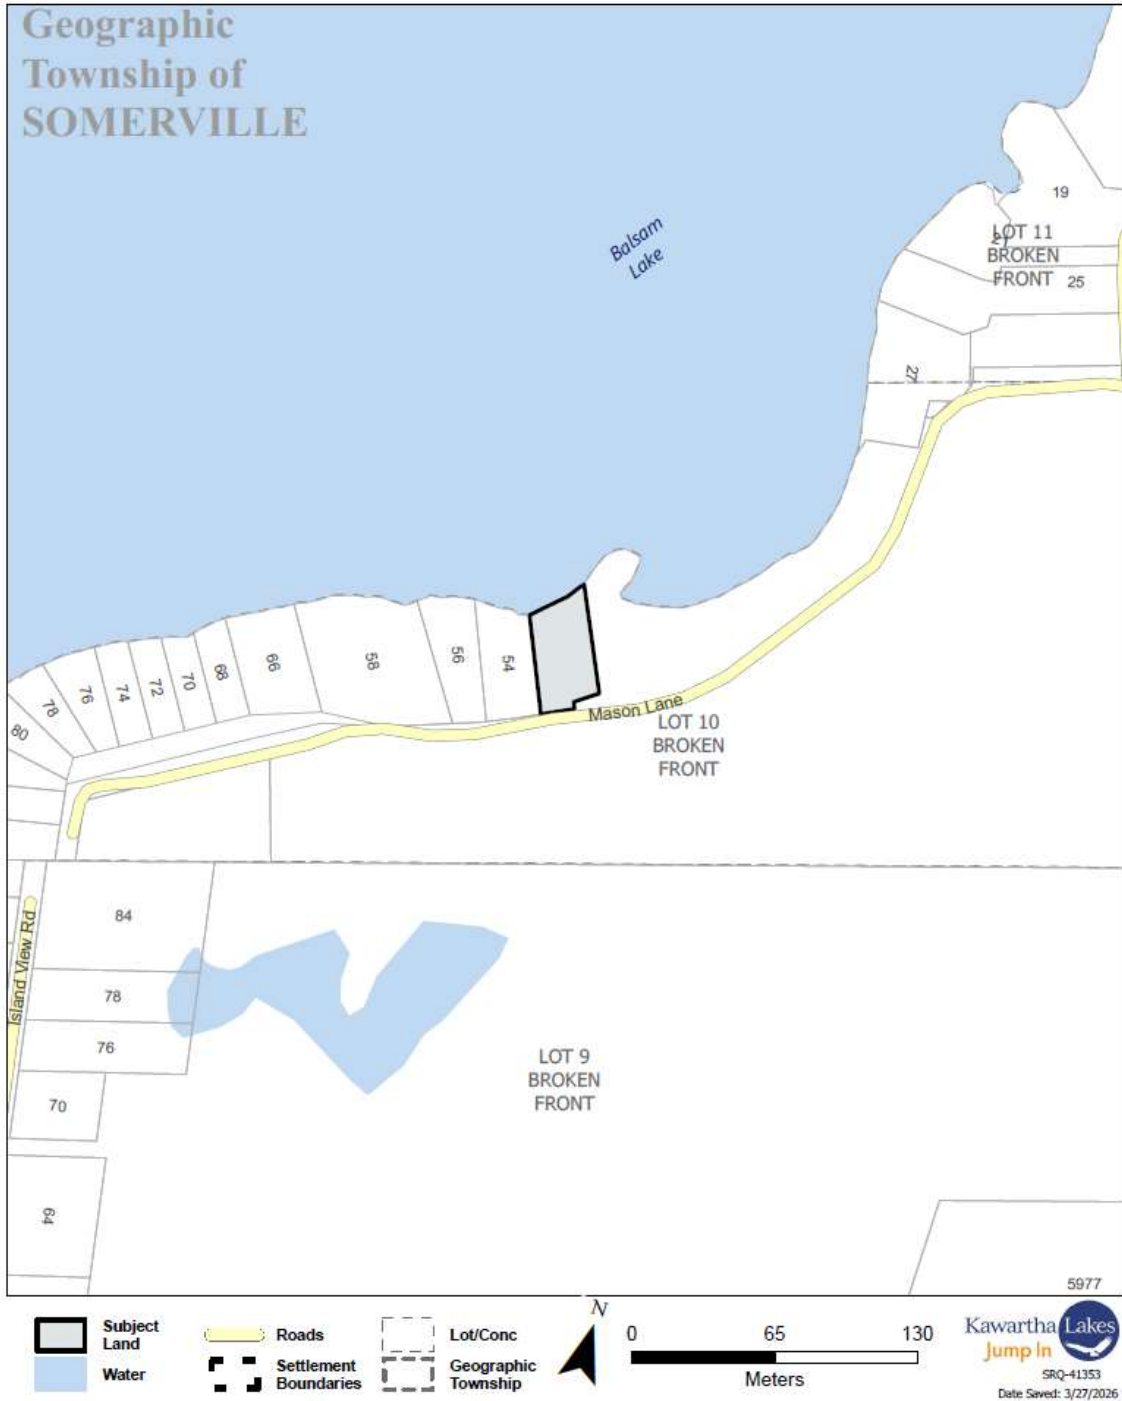 Geographic
Township of
SOMERVILLE
Balsam
Lake
19
21
LOT 11
BROKEN
FRONT
25
27
54
56
58
66
68
70
72
74
76
78
80
Mason Lane
LOT 10
BROKEN
FRONT
Island View Rd
84
78
76
70
64
LOT 9
BROKEN
FRONT
5977
Subject
Land
Water
Roads
Settlement
Boundaries
Lot/Conc
Geographic
Township
N
0 65 130
Meters
Kawartha Lakes
Jump In
SRQ-41353
Date Saved: 3/27/2026